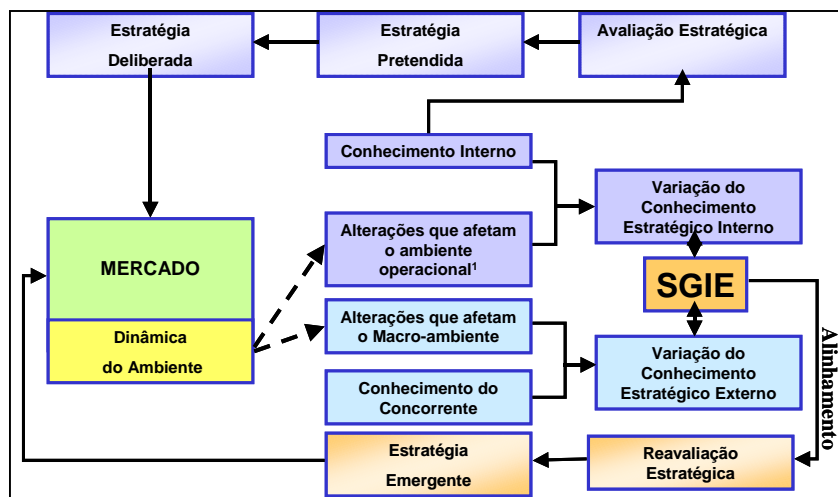 Estratégia
Deliberada
Estratégia
Pretendida
Avaliação Estratégica
Conhecimento Interno
Variação do
Conhecimento
Estratégico Interno
MERCADO
Alterações que afetam
o ambiente
operacional¹
SGIE
Dinâmica
do Ambiente
Alterações que afetam
o Macro-ambiente
Conhecimento do
Concorrente
Variação do
Conhecimento
Estratégico Externo
Alinhamento
Estratégia
Emergente
Reavaliação
Estratégica